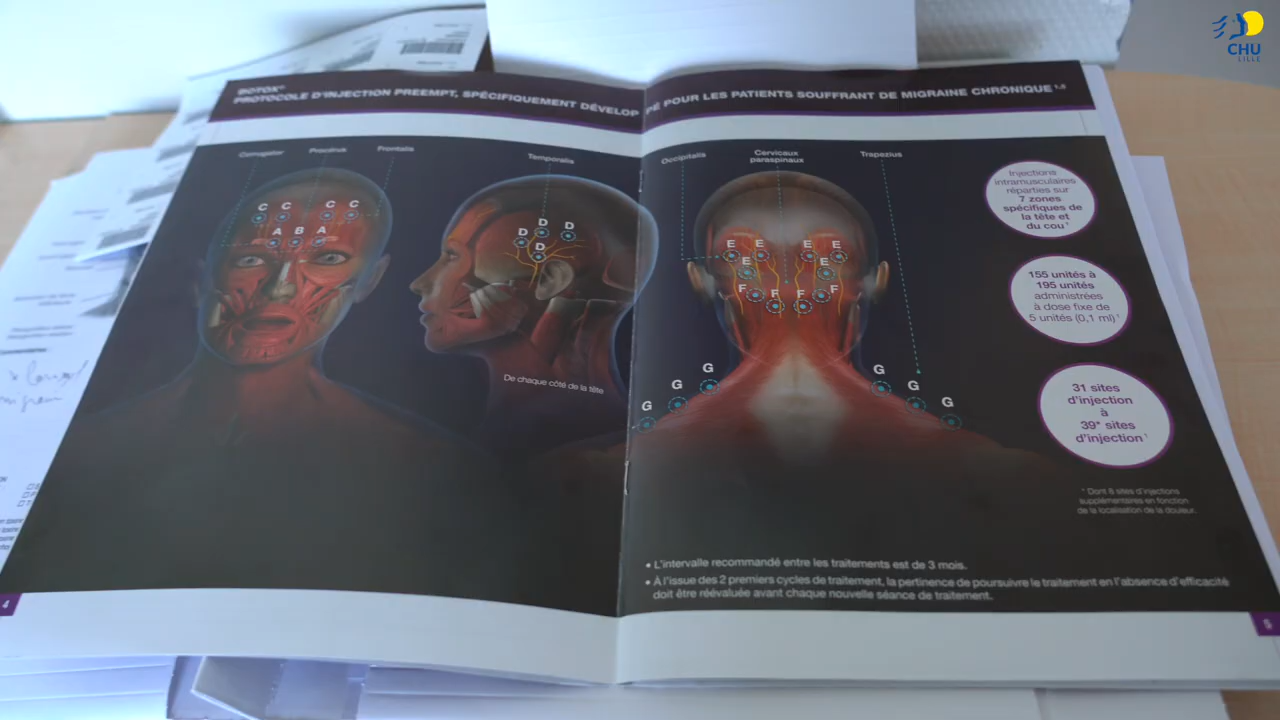 CHU
LILLE
BOTOX®
PROTOCOLE D'INJECTION PREEMPT, SPÉCIFIQUEMENT DÉVELOPPÉ POUR LES PATIENTS SOUFFRANT DE MIGRAINE CHRONIQUE
Corrugator Procerus Frontalis
Temporalis
Occipitalis
Cervicaux
paraspinaux
Trapezius
C C C C
A B A
D D D
D
E E E E
E E
F F F F
G G G
G G G
De chaque côté de la tête
Injections
intramusculaires
réparties sur
7 zones
spécifiques de
la tête et
du cou
155 unités à
195 unités
administrées
à dose fixe de
5 unités (0,1 ml)
31 sites
d'injection
à
39* sites
d'injection
* Dont 8 sites d'injections
supplémentaires en fonction
de la localisation de la douleur.
• L'intervalle recommandé entre les traitements est de 3 mois.
• À l'issue des 2 premiers cycles de traitement, la pertinence de poursuivre le traitement en l'absence d'efficacité
doit être réévaluée avant chaque nouvelle séance de traitement.
4
5